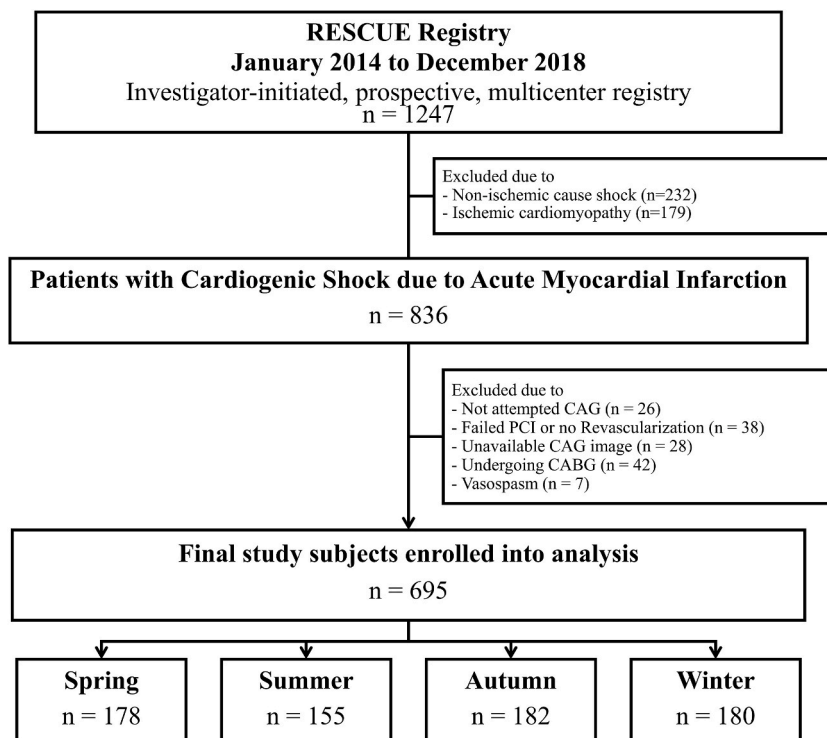 RESCUE Registry
January 2014 to December 2018
Investigator-initiated, prospective, multicenter registry
n = 1247
Excluded due to
- Non-ischemic cause shock (n=232)
- Ischemic cardiomyopathy (n=179)
Patients with Cardiogenic Shock due to Acute Myocardial Infarction
n = 836
Excluded due to
- Not attempted CAG (n = 26)
- Failed PCI or no Revascularization (n = 38)
- Unavailable CAG image (n = 28)
- Undergoing CABG (n = 42)
- Vasospasm (n = 7)
Final study subjects enrolled into analysis
n = 695
Spring
n = 178
Summer
n = 155
Autumn
n = 182
Winter
n = 180